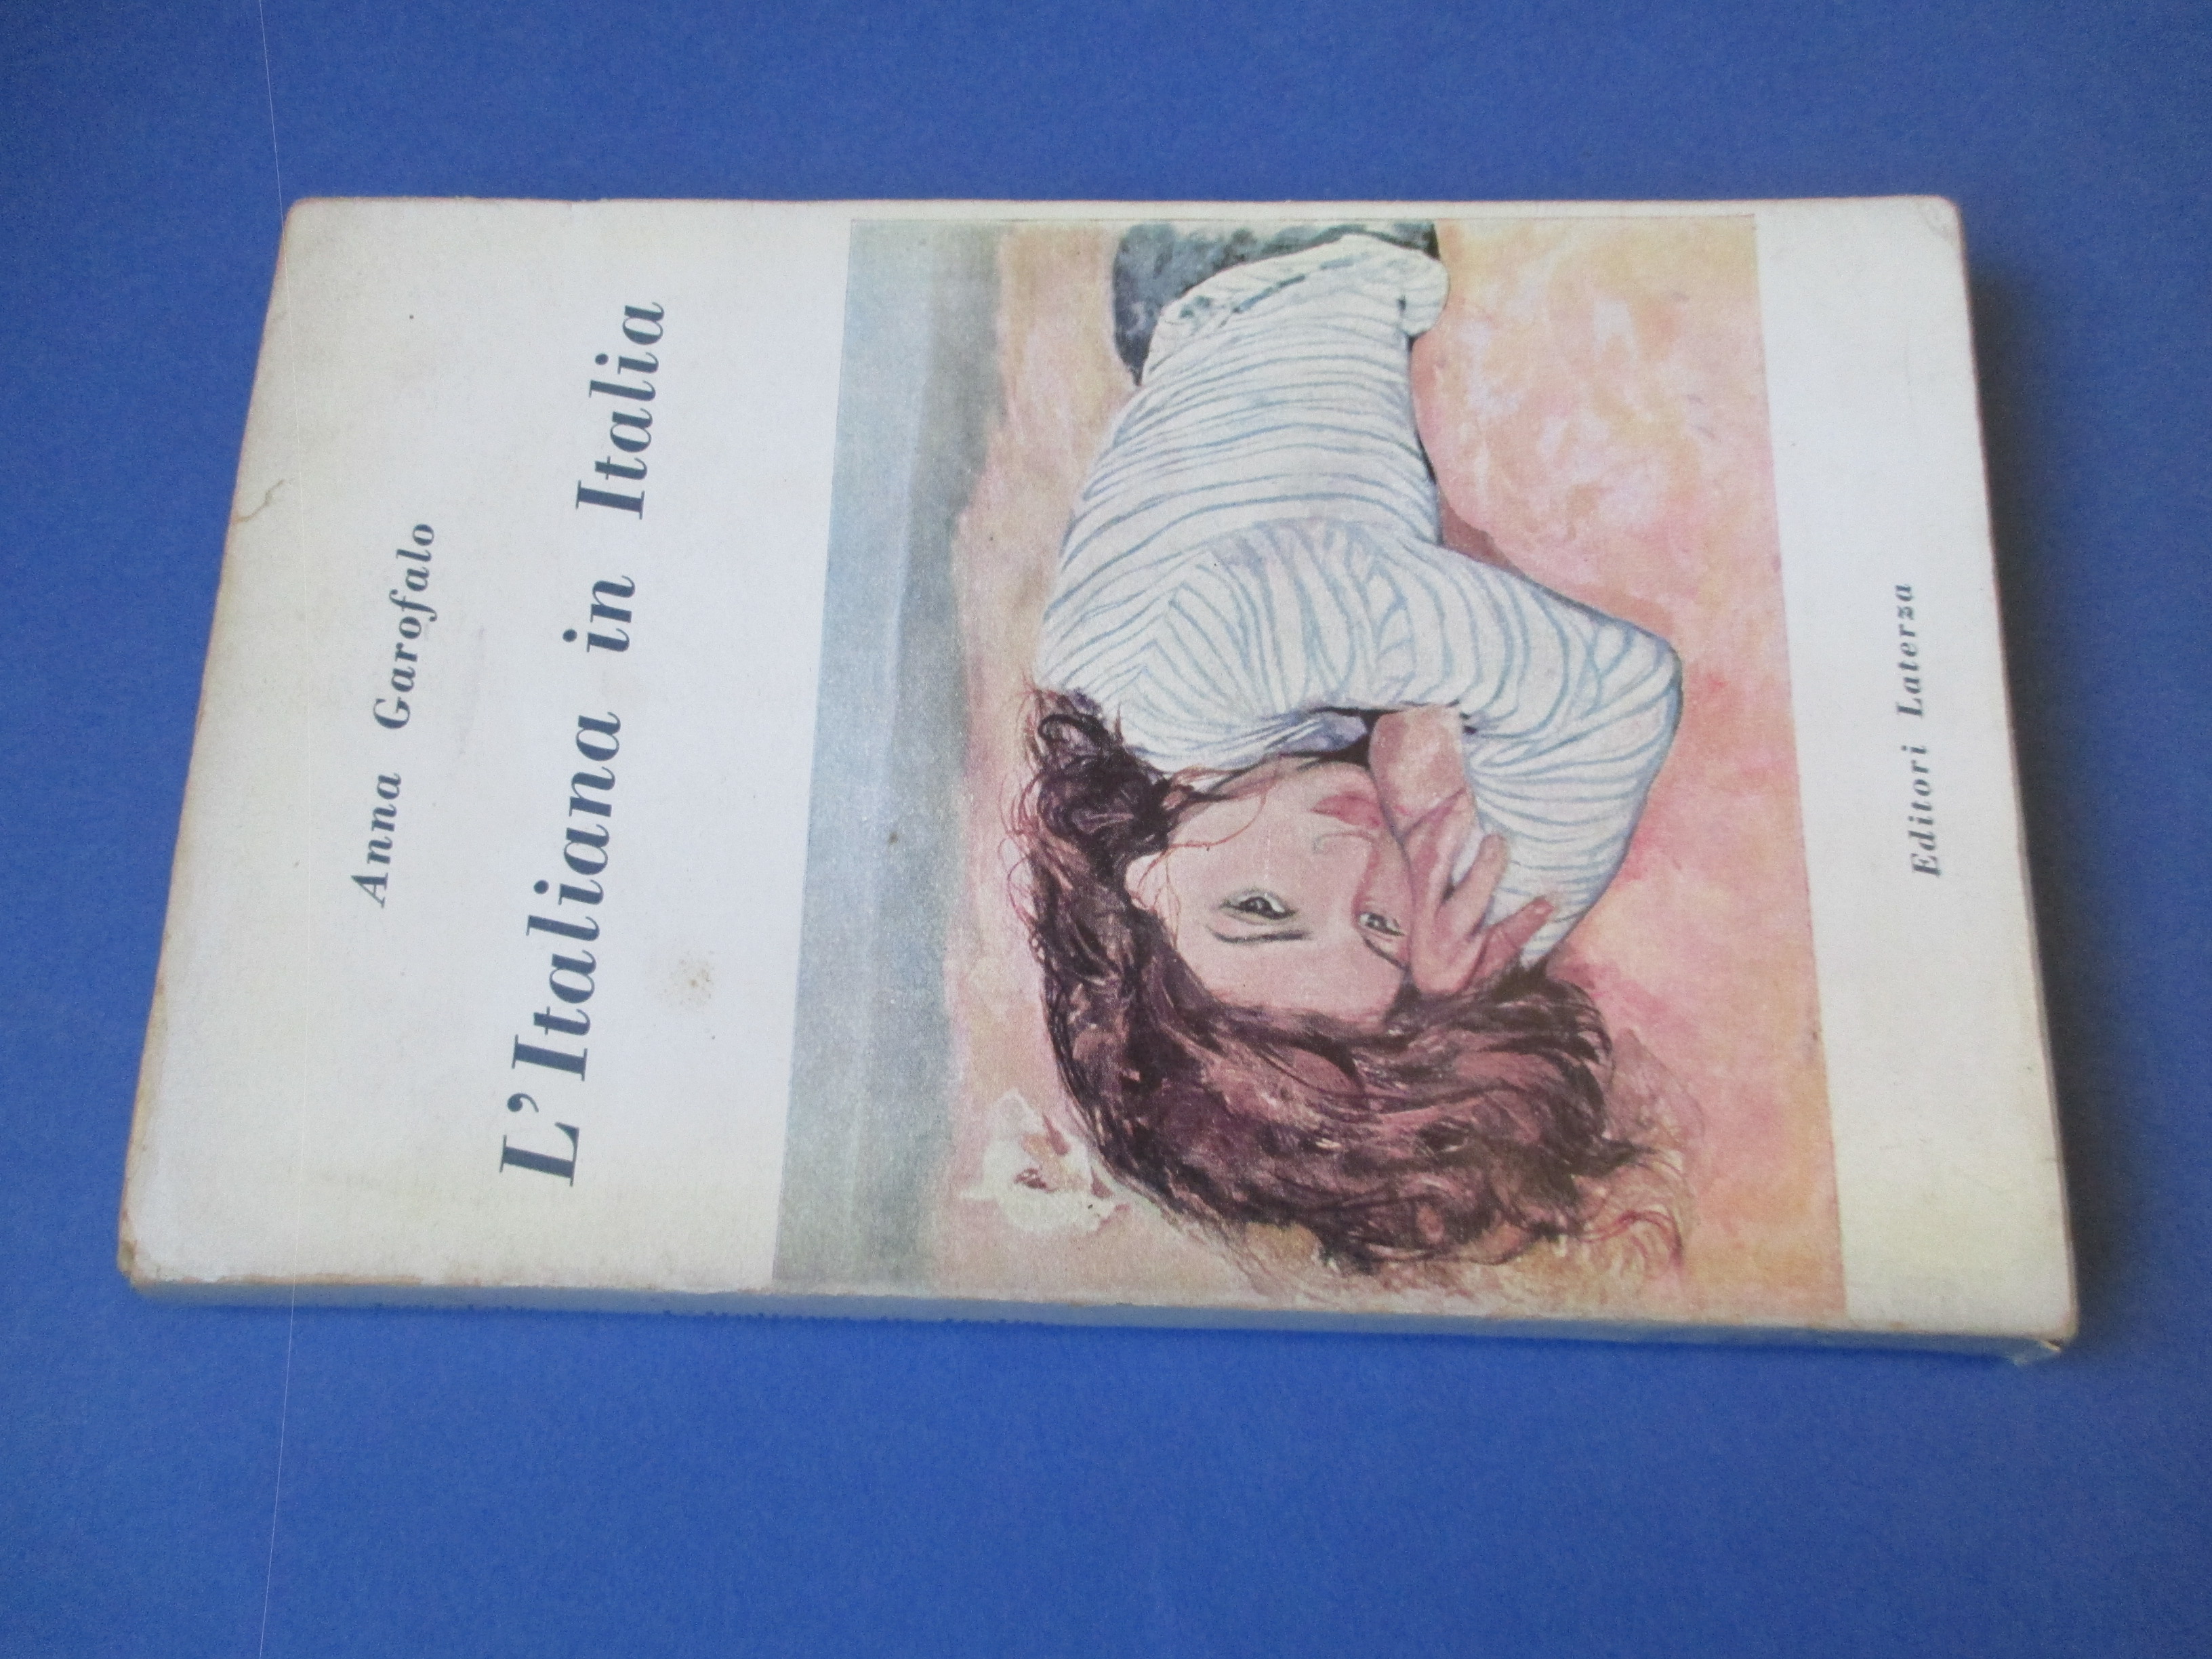 Anna Garofalo
L'Italiana in Italia
Editori Laterza